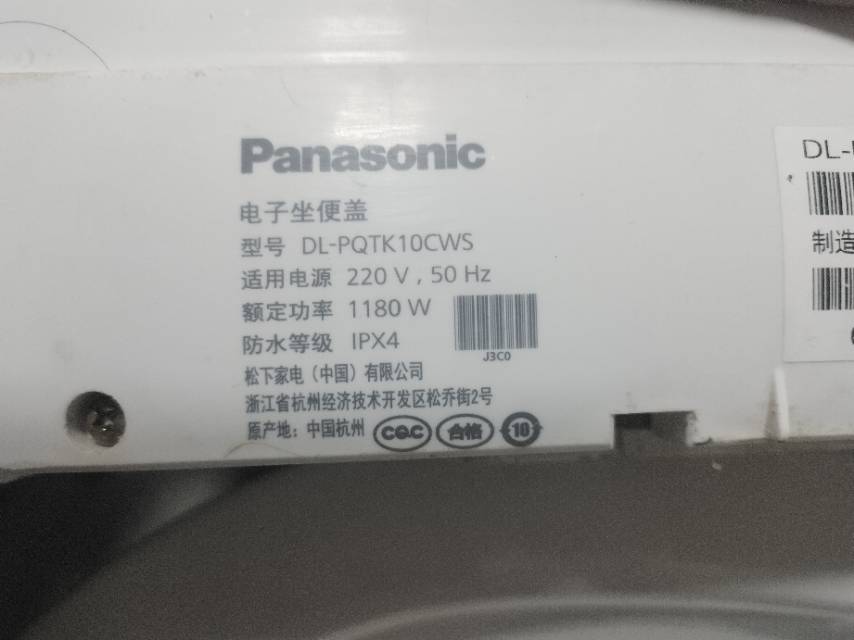 Panasonic
电子坐便盖
型号 DL-PQTK10CWS
适用电源 220 V , 50 Hz
额定功率 1180 W
防水等级 IPX4
J3C0
松下家电（中国）有限公司
浙江省杭州经济技术开发区松乔街2号
原产地：中国杭州 CQC 合格 10
DL-
制造